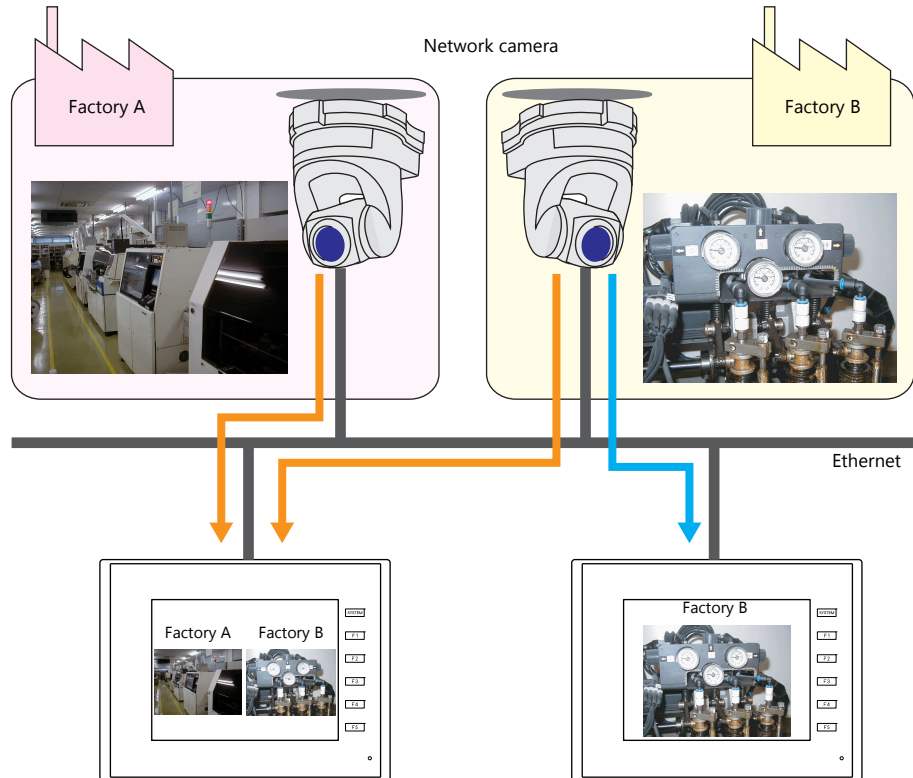 Network camera
Factory A
Factory B
Ethernet
Factory A
Factory B
SYSTEM
F1
F2
F3
F4
F5
Factory B
SYSTEM
F1
F2
F3
F4
F5